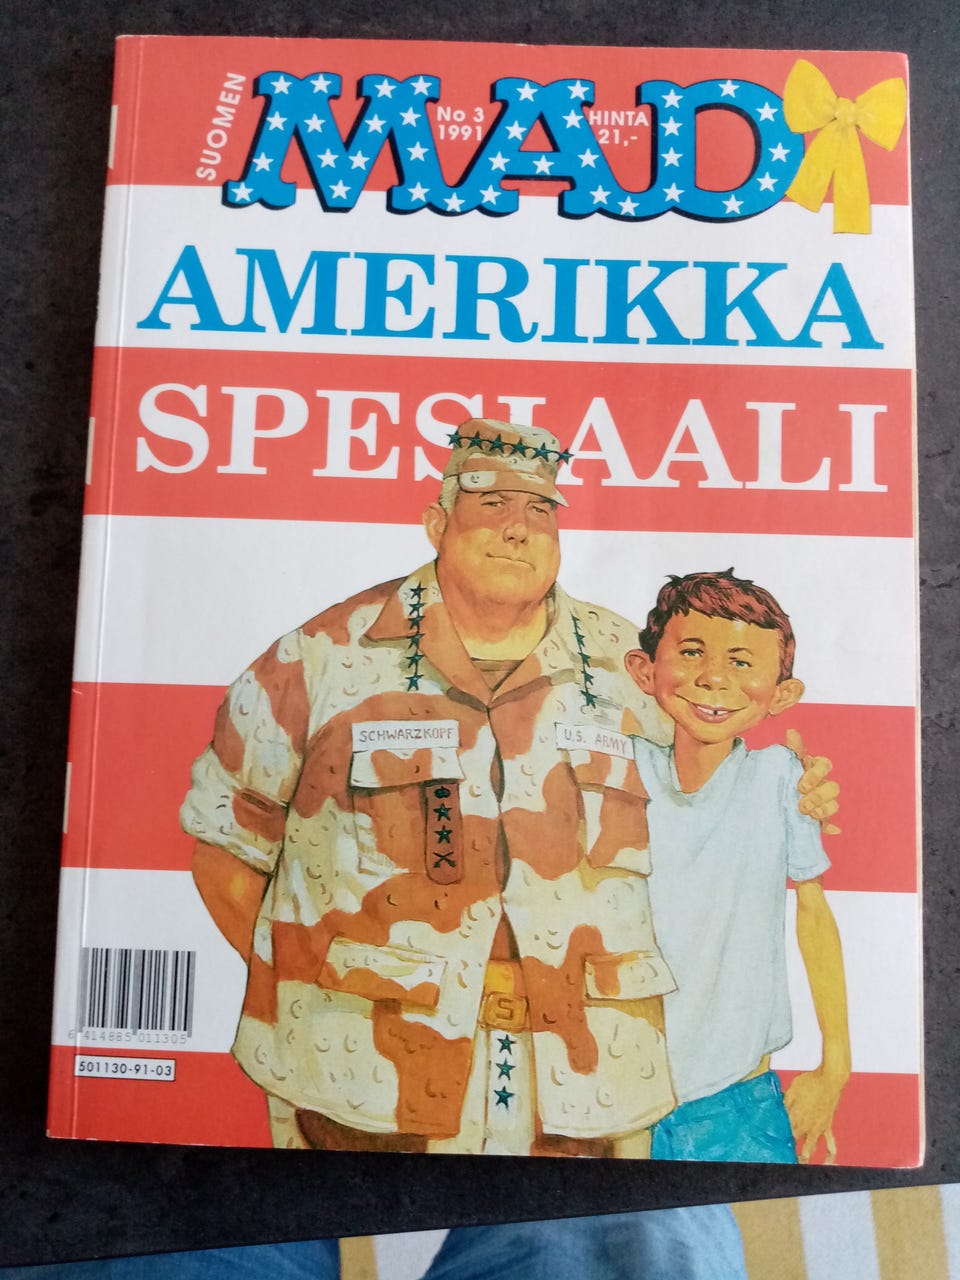 SUOMEN
MAD
No 3
1991
HINTA
21,-
AMERIKKA
SPESIAALI
SCHWARZKOPF
U.S. ARMY
S
6 414885 011305
501130-91-03